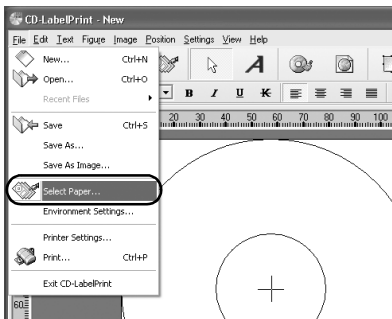 CD-LabelPrint - New
File Edit Text Figure Image Position Settings View Help
New... Ctrl+N
Open... Ctrl+O
Recent Files
Save Ctrl+S
Save As...
Save As Image...
Select Paper...
Environment Settings...
Printer Settings...
Print... Ctrl+P
Exit CD-LabelPrint
A
B I U K
20 30 40 50 60 70 80 90 100
60